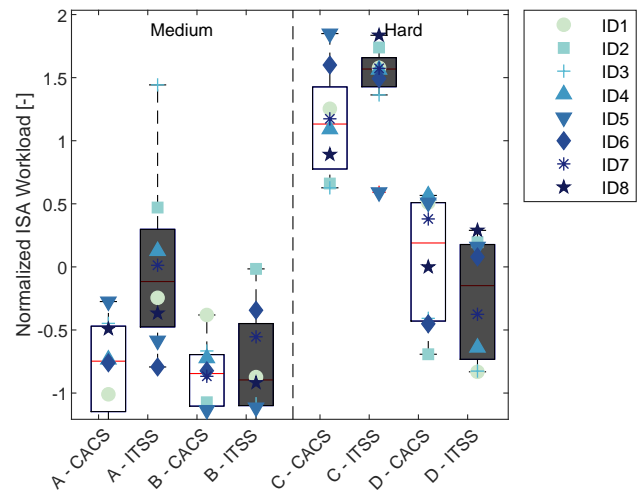 Medium
Hard
Normalized ISA Workload [-]
2
1.5
1
0.5
0
-0.5
-1
A - CACS
A - ITSS
B - CACS
B - ITSS
C - CACS
C - ITSS
D - CACS
D - ITSS
ID1
ID2
ID3
ID4
ID5
ID6
ID7
ID8